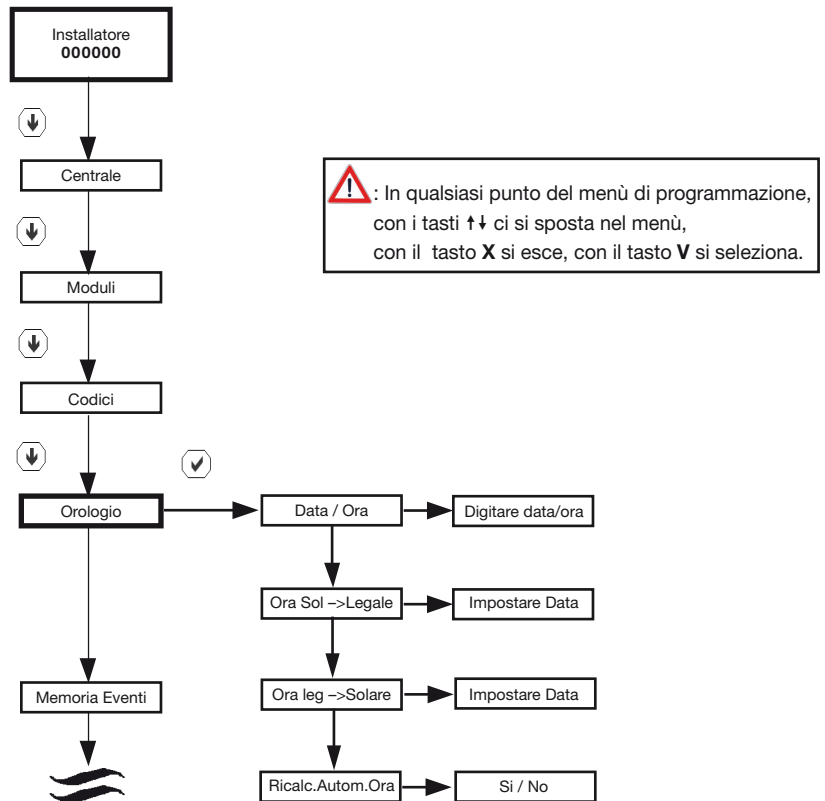 Installatore
000000
Centrale
: In qualsiasi punto del menù di programmazione,
con i tasti ↑↓ ci si sposta nel menù,
con il tasto X si esce, con il tasto V si seleziona.
Moduli
Codici
Orologio
Data / Ora
Digitare data/ora
Ora Sol –>Legale
Impostare Data
Memoria Eventi
Ora leg –>Solare
Impostare Data
Ricalc.Autom.Ora
Si / No